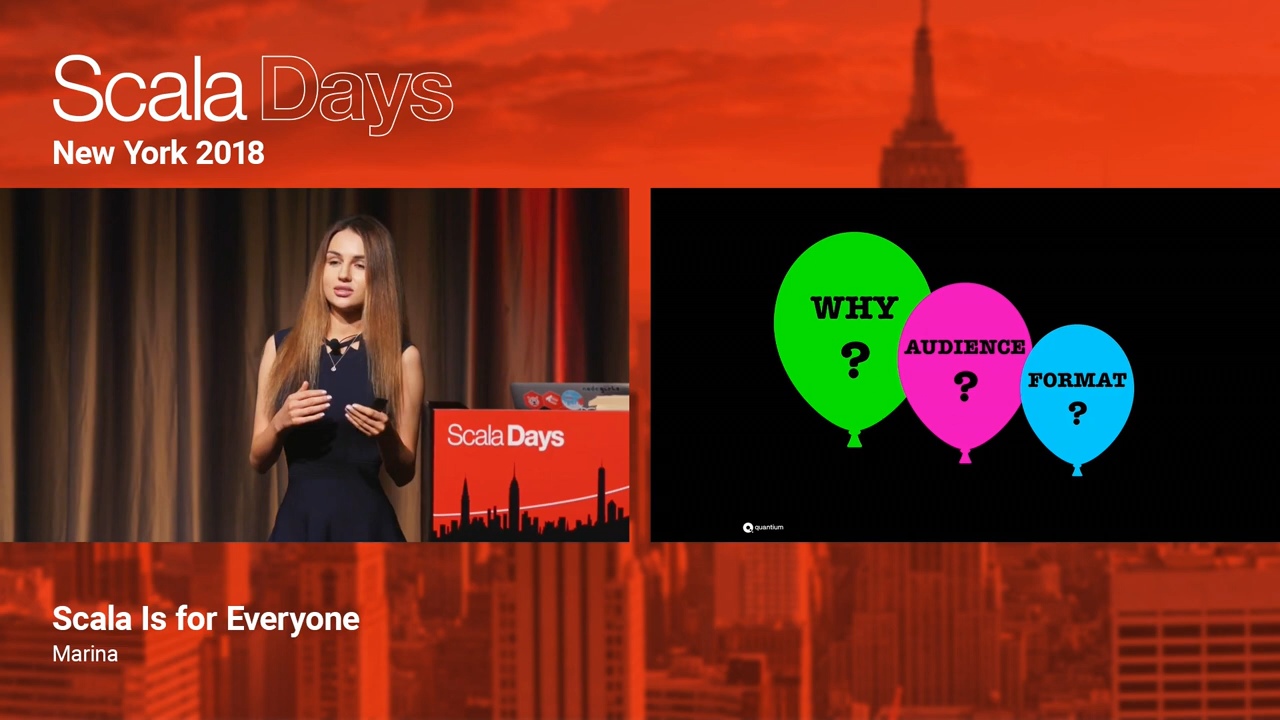 Scala Days
New York 2018
WHY
?
AUDIENCE
?
FORMAT
?
Scala Days
quantium
Scala Is for Everyone
Marina